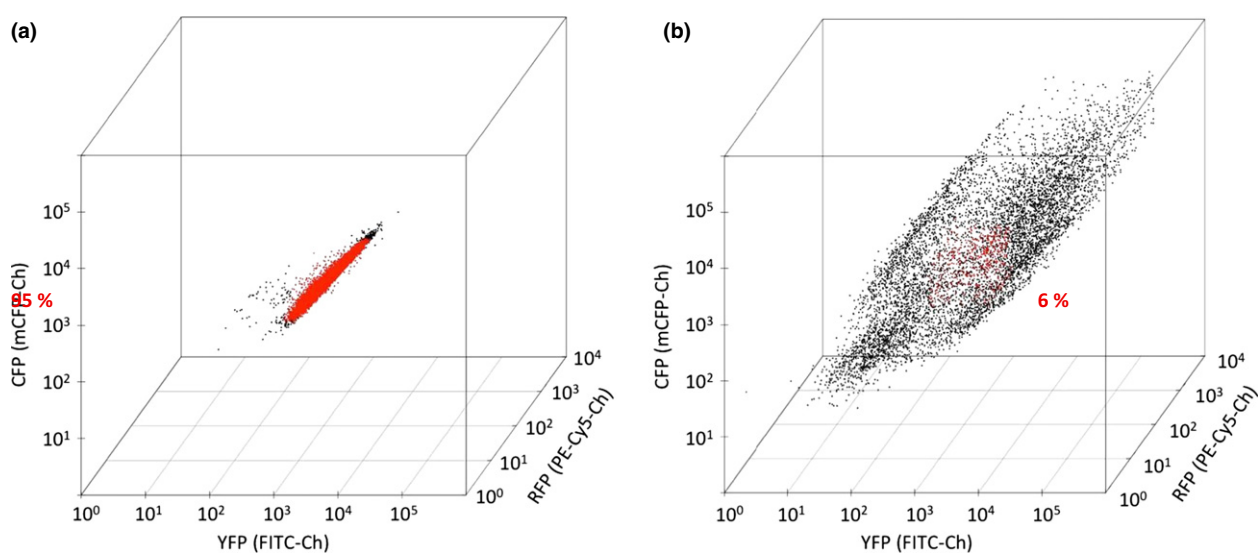 (a)
10⁵
10⁴
10³
10²
10¹
CFP (mCFP-Ch)
95 %
10⁰ 10¹ 10² 10³ 10⁴ 10⁵
YFP (FITC-Ch)
10⁰
10¹
10²
10³
10⁴
RFP (PE-Cy5-Ch)
(b)
10⁵
10⁴
10³
10²
10¹
CFP (mCFP-Ch)
6 %
10⁰ 10¹ 10² 10³ 10⁴ 10⁵
YFP (FITC-Ch)
10⁰
10¹
10²
10³
10⁴
RFP (PE-Cy5-Ch)